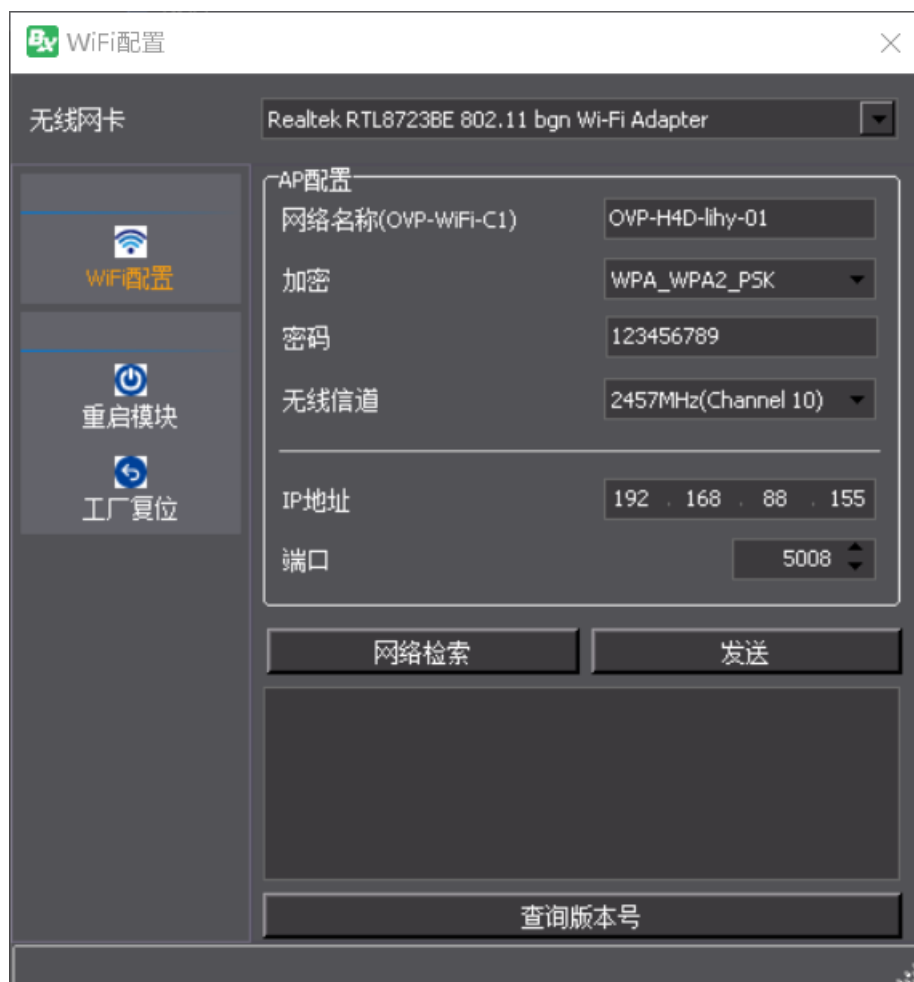 BX WiFi配置
无线网卡 Realtek RTL8723BE 802.11 bgn Wi-Fi Adapter
WiFi配置
重启模块
工厂复位
AP配置
网络名称(OVP-WiFi-C1) OVP-H4D-lihy-01
加密 WPA_WPA2_PSK
密码 123456789
无线信道 2457MHz(Channel 10)
IP地址 192 . 168 . 88 . 155
端口 5008
网络检索 发送
查询版本号